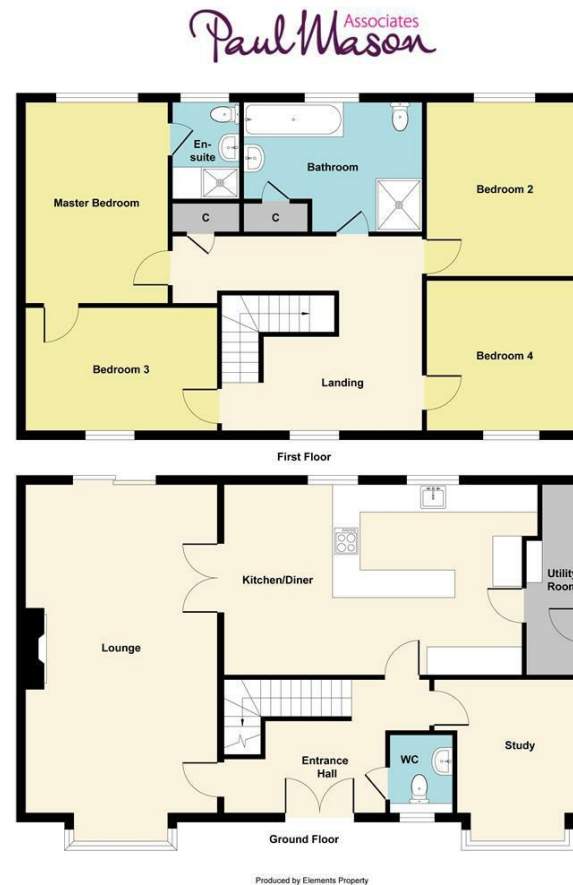 Associates
Paul Mason
Master Bedroom
En-
suite
Bathroom
Bedroom 2
C
C
Bedroom 3
Landing
Bedroom 4
First Floor
Kitchen/Diner
Utility
Room
Lounge
Entrance
Hall
WC
Study
Ground Floor
Produced by Elements Property